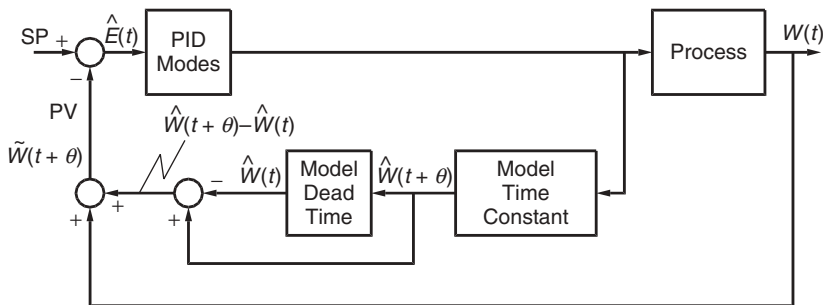 SP + Ê(t) PID Modes Process W(t)
−
PV
Ŵ(t + θ)−Ŵ(t)
W̃(t + θ)
Ŵ(t) Model Dead Time Ŵ(t + θ) Model Time Constant
−
+ + +